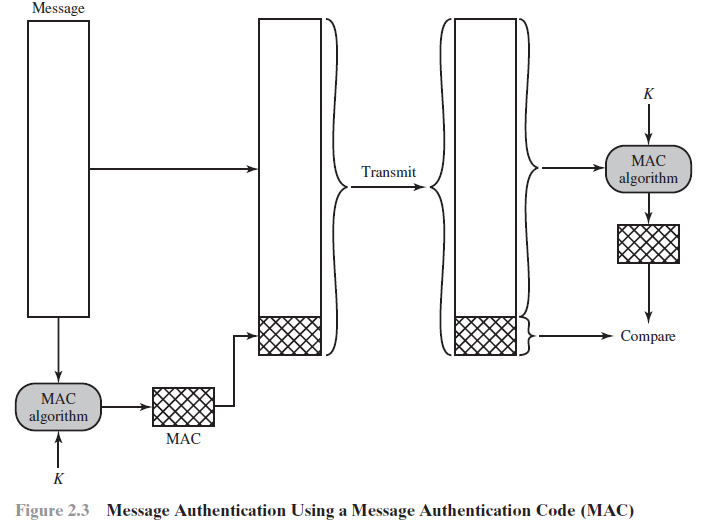 Message
K
Transmit
MAC
algorithm
Compare
MAC
algorithm
MAC
K
Figure 2.3 Message Authentication Using a Message Authentication Code (MAC)